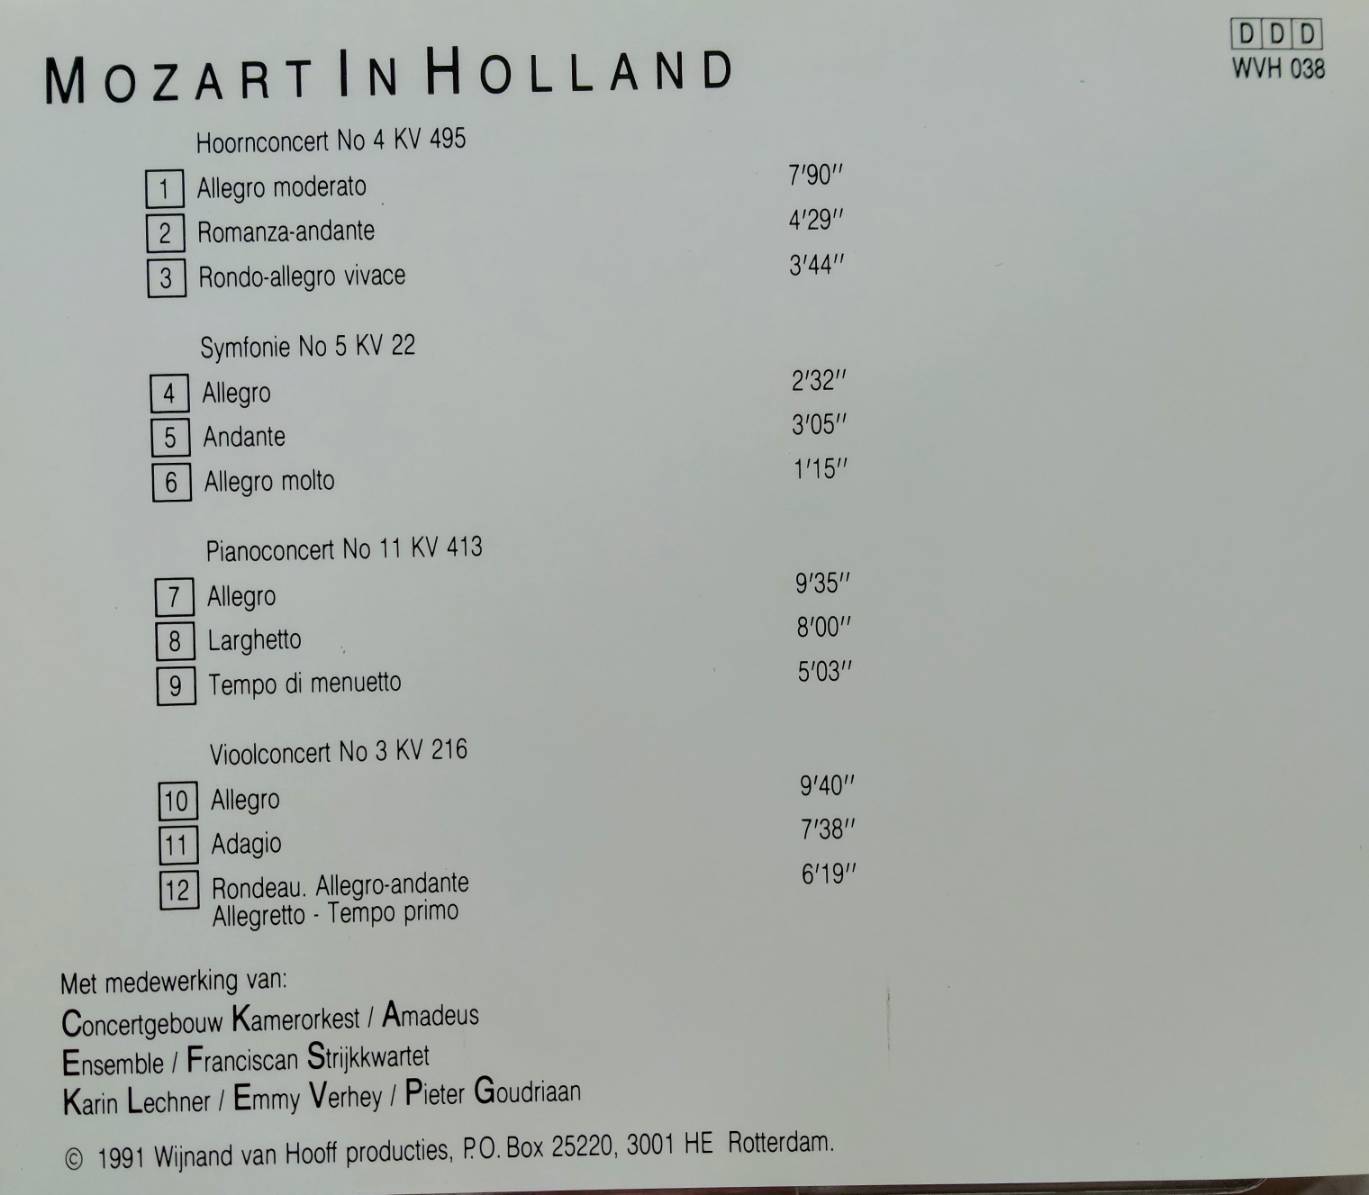 MOZART IN HOLLAND
DDD
WVH 038
Hoornconcert No 4 KV 495
1 Allegro moderato 7'90''
2 Romanza-andante 4'29''
3 Rondo-allegro vivace 3'44''
Symfonie No 5 KV 22
4 Allegro 2'32''
5 Andante 3'05''
6 Allegro molto 1'15''
Pianoconcert No 11 KV 413
7 Allegro 9'35''
8 Larghetto 8'00''
9 Tempo di menuetto 5'03''
Vioolconcert No 3 KV 216
10 Allegro 9'40''
11 Adagio 7'38''
12 Rondeau. Allegro-andante 6'19''
Allegretto - Tempo primo
Met medewerking van:
Concertgebouw Kamerorkest / Amadeus
Ensemble / Franciscan Strijkkwartet
Karin Lechner / Emmy Verhey / Pieter Goudriaan
© 1991 Wijnand van Hooff producties, P.O. Box 25220, 3001 HE Rotterdam.